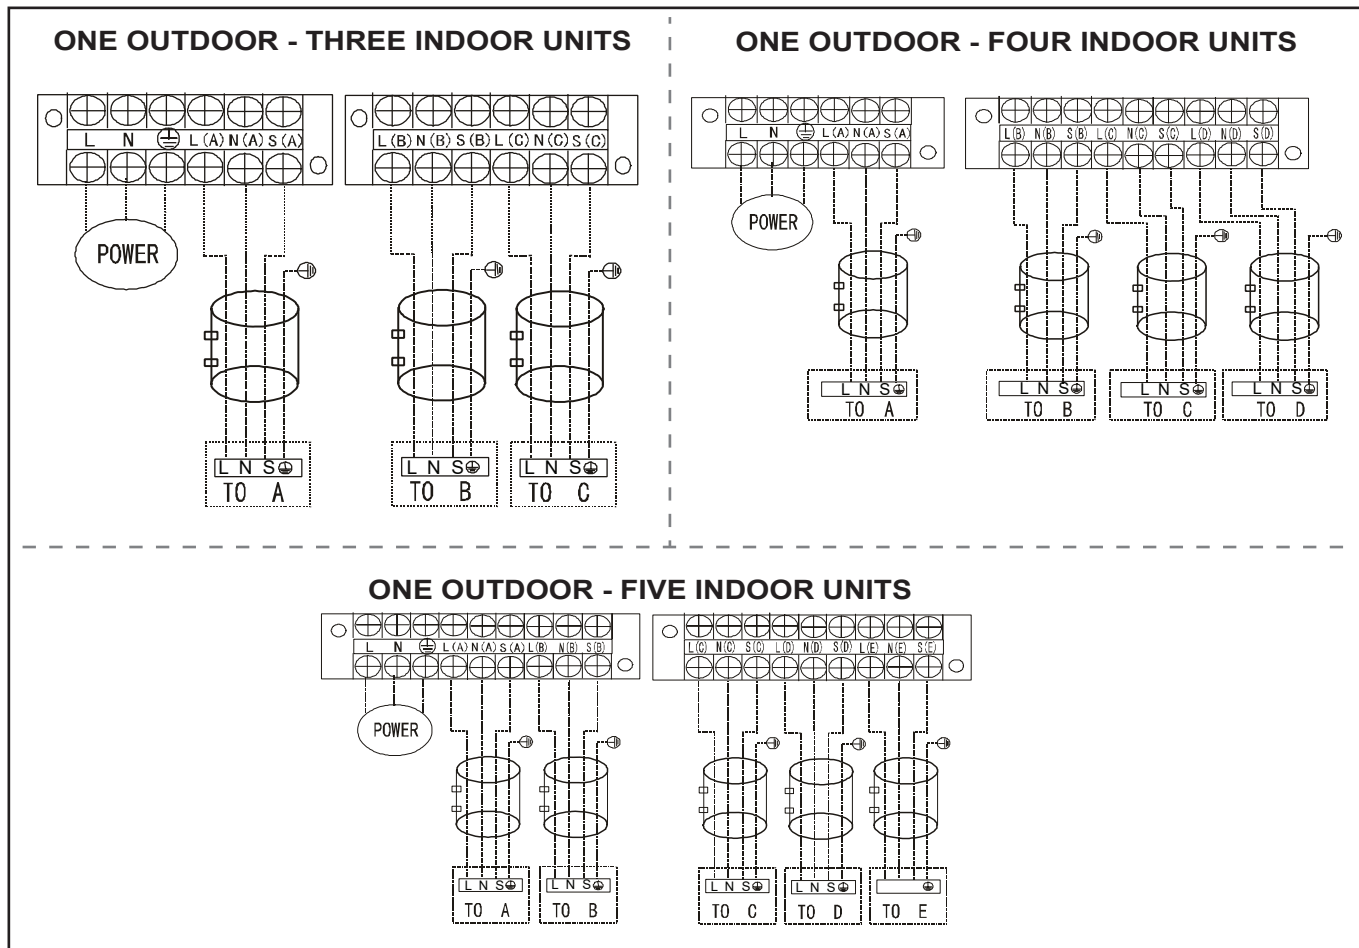 ONE OUTDOOR - THREE INDOOR UNITS
L N L(A) N(A) S(A)
L(B) N(B) S(B) L(C) N(C) S(C)
POWER
L N S
TO A
L N S
TO B
L N S
TO C
ONE OUTDOOR - FOUR INDOOR UNITS
L N L(A) N(A) S(A)
L(B) N(B) S(B) L(C) N(C) S(C) L(D) N(D) S(D)
POWER
L N S
TO A
L N S
TO B
L N S
TO C
L N S
TO D
ONE OUTDOOR - FIVE INDOOR UNITS
L N L(A) N(A) S(A) L(B) N(B) S(B)
L(C) N(C) S(C) L(D) N(D) S(D) L(E) N(E) S(E)
POWER
L N S
TO A
L N S
TO B
L N S
TO C
L N S
TO D
TO E